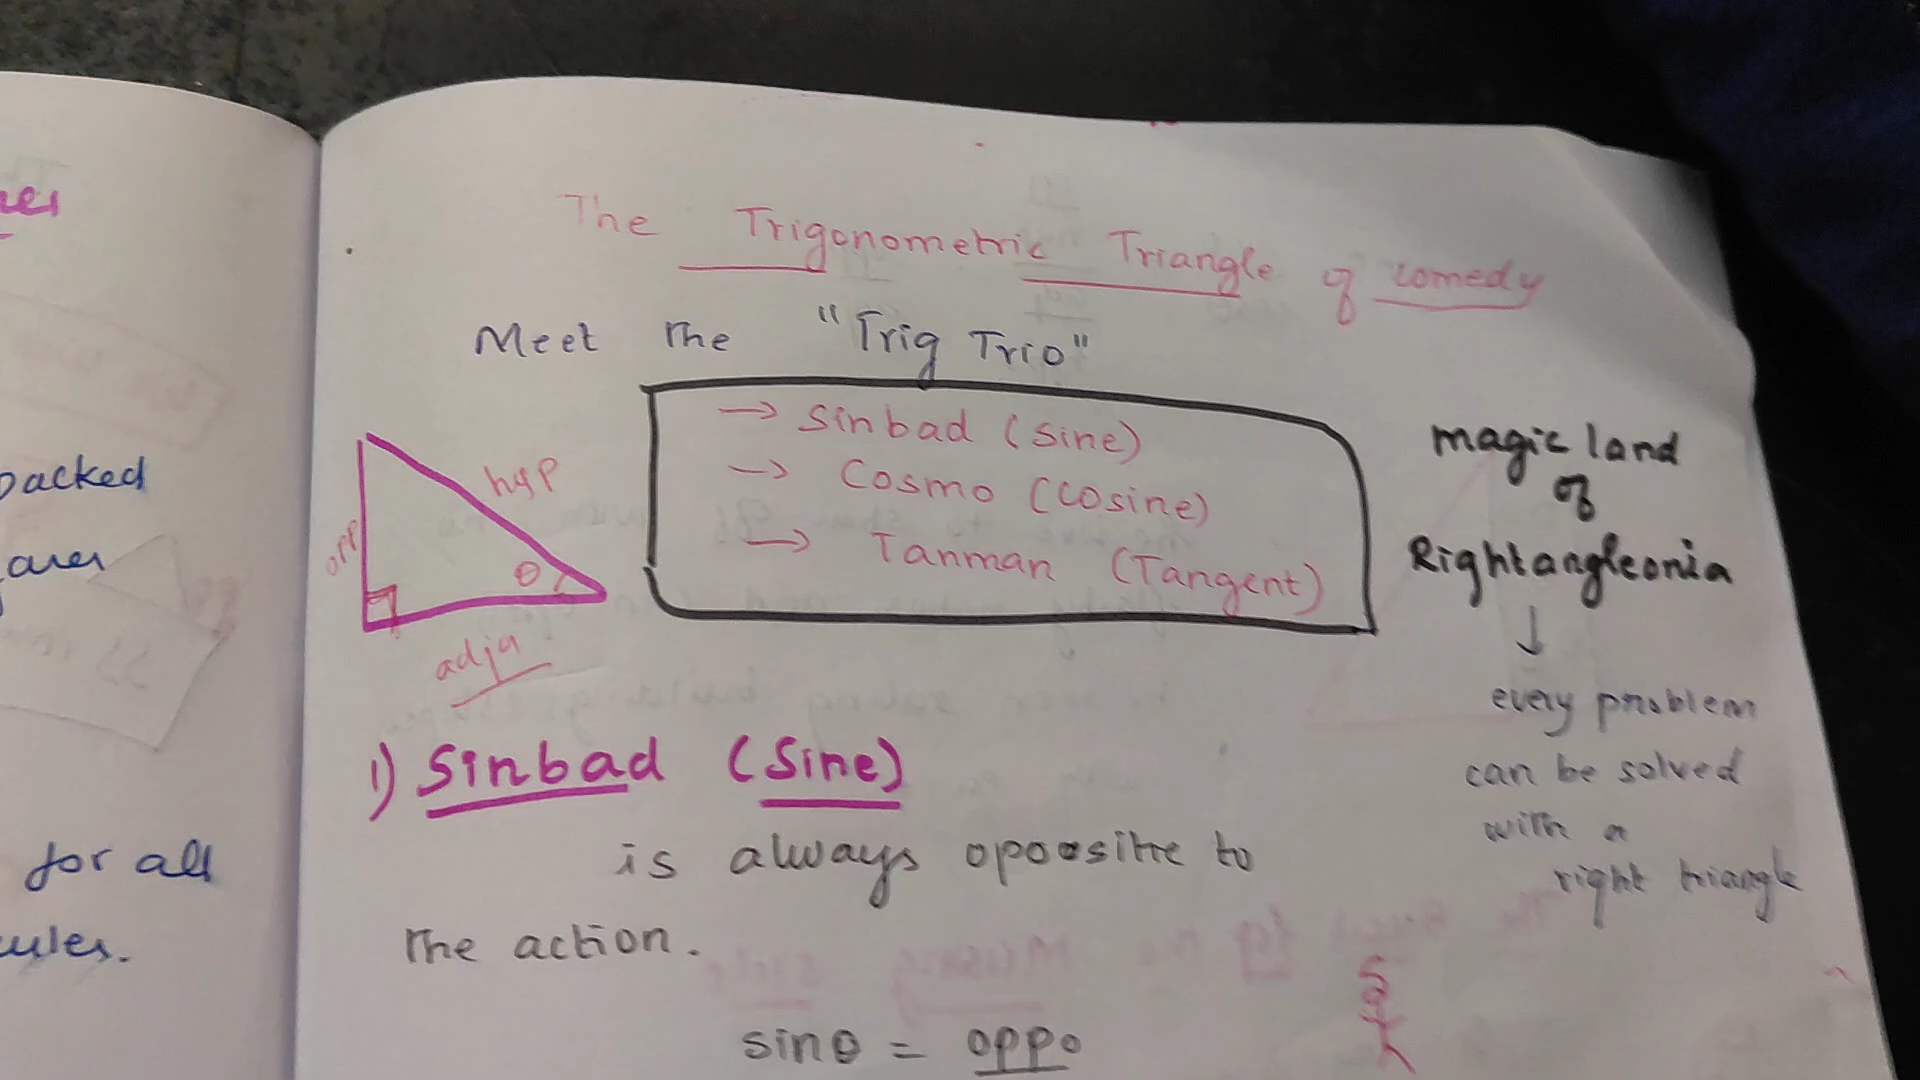 The Trigonometric Triangle of comedy
Meet The "Trig Trio"
→ Sinbad (Sine)
→ Cosmo (Cosine)
→ Tanman (Tangent)
hyp
opp
θ
adja
magic land
of
Rightangleonia
↓
every problem
can be solved
with a
right triangle
1) Sinbad (Sine)
is always opoosite to
The action.
sinθ = oppo
packed
for all